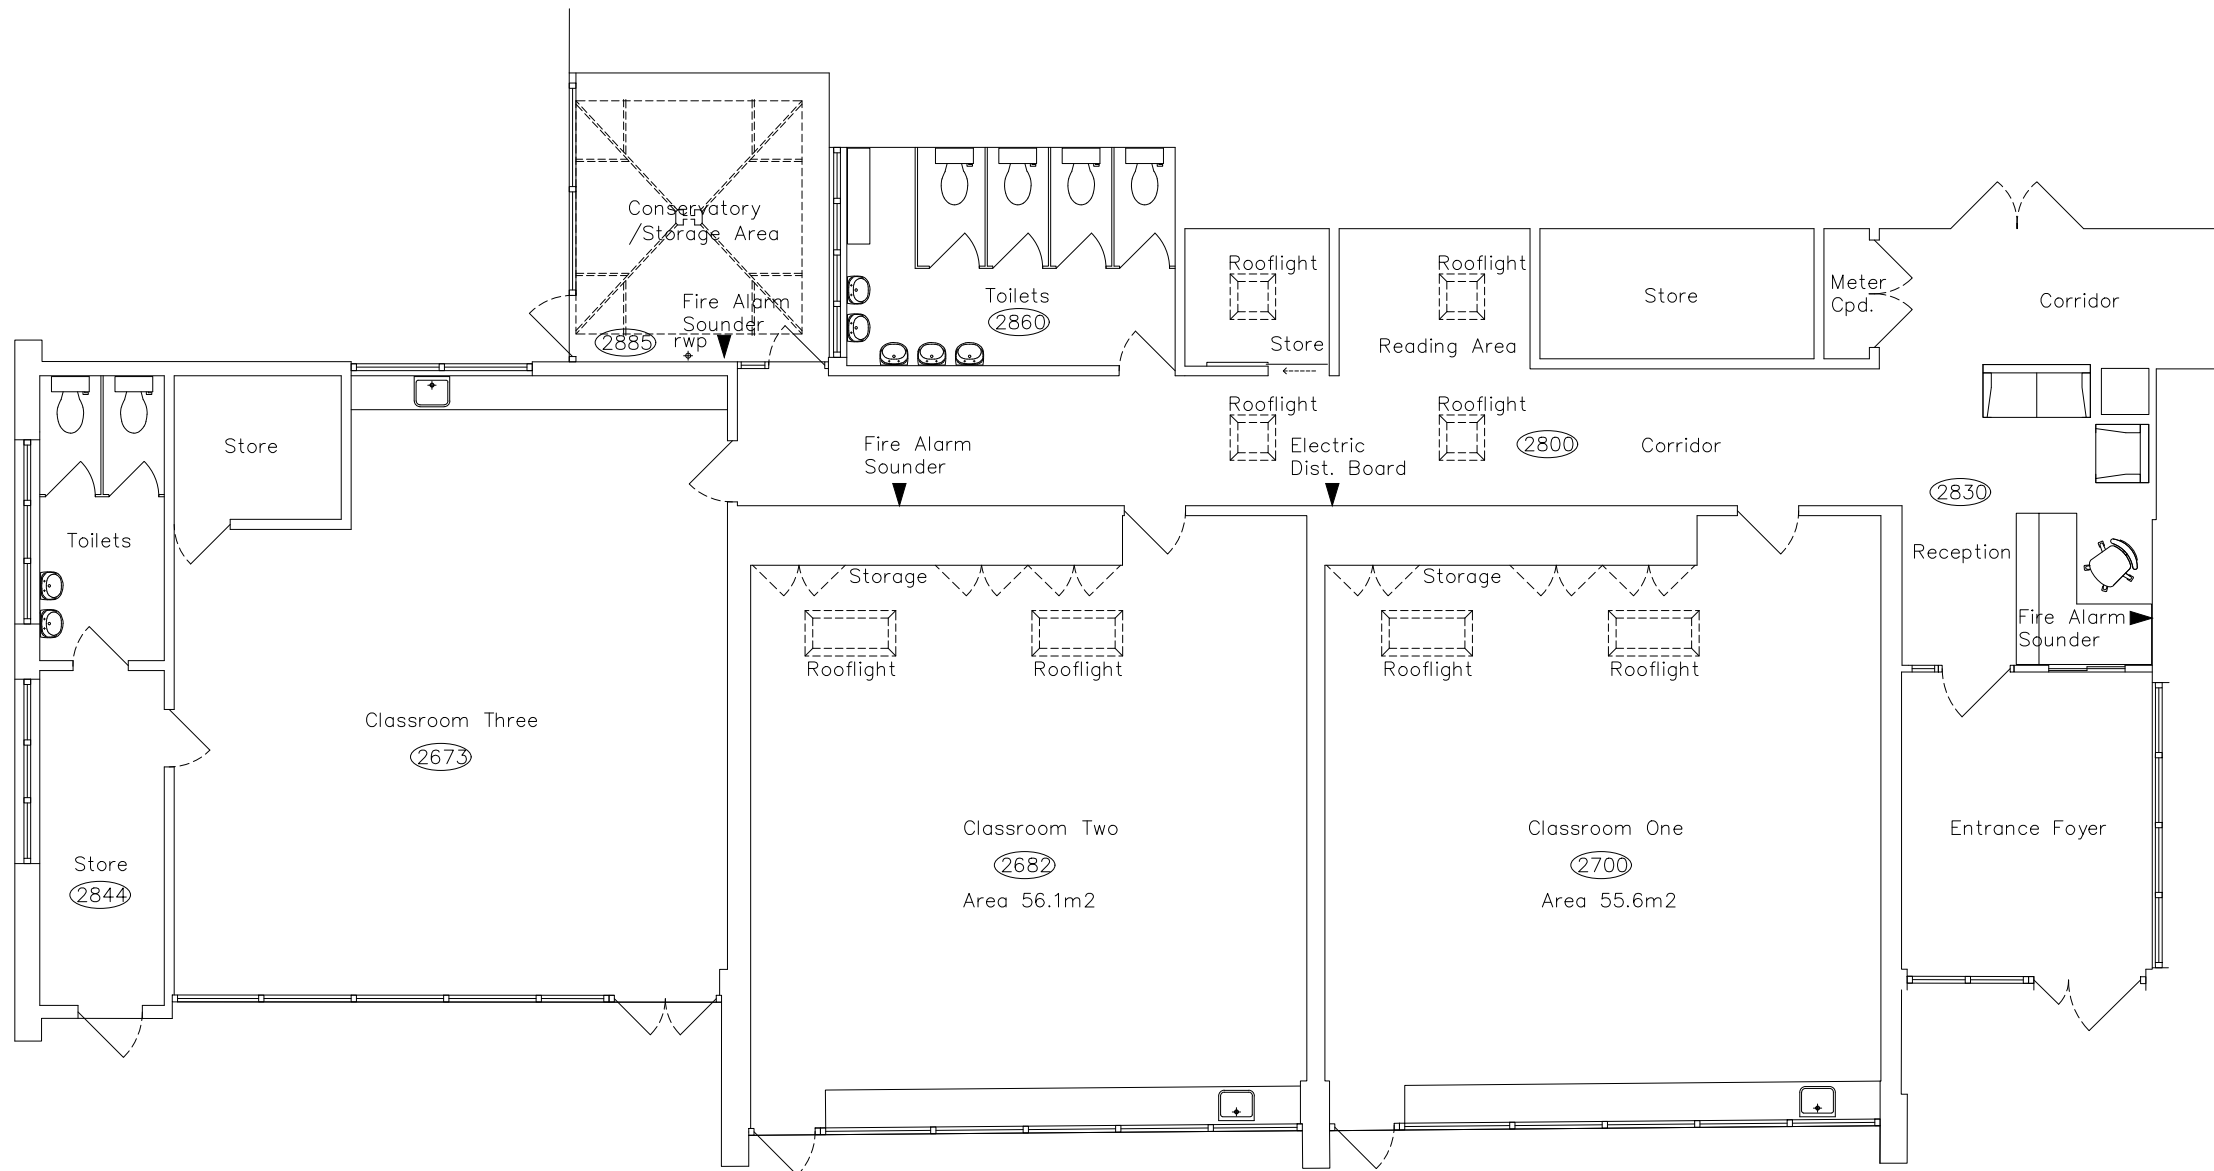 Conservatory
/Storage Area
Fire Alarm
Sounder
2885
rwp
Toilets
2860
Rooflight
Store
Rooflight
Reading Area
Store
Meter
Cpd.
Corridor
Rooflight
Rooflight
Electric
Dist. Board
2800
Corridor
Fire Alarm
Sounder
2830
Reception
Fire Alarm
Sounder
Store
Toilets
Storage
Rooflight
Rooflight
Storage
Rooflight
Rooflight
Classroom Three
2673
Store
2844
Classroom Two
2682
Area 56.1m2
Classroom One
2700
Area 55.6m2
Entrance Foyer